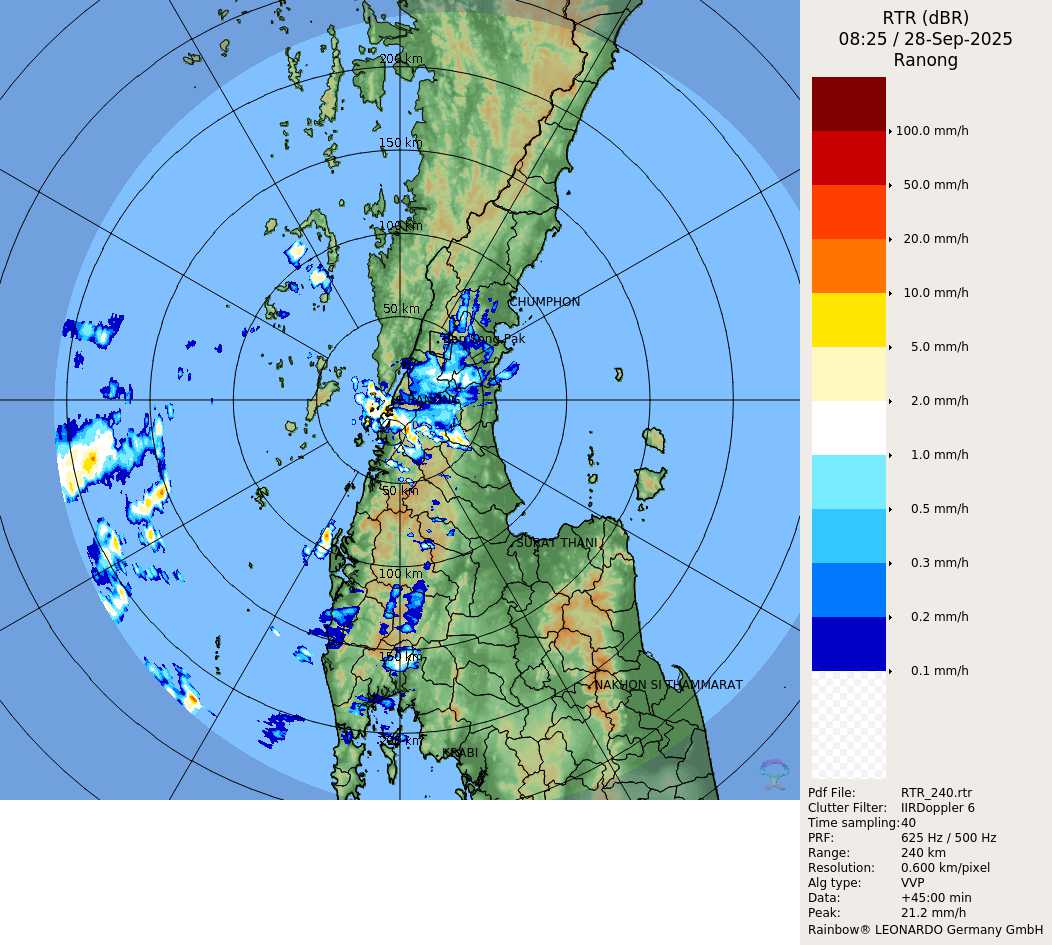 RTR (dBR)
08:25 / 28-Sep-2025
Ranong
200 km
150 km
100 km
50 km
CHUMPHON
RANONG
50 km
SURAT THANI
100 km
150 km
NAKHON SI THAMMARAT
200 km
KRABI
100.0 mm/h
50.0 mm/h
20.0 mm/h
10.0 mm/h
5.0 mm/h
2.0 mm/h
1.0 mm/h
0.5 mm/h
0.3 mm/h
0.2 mm/h
0.1 mm/h
Pdf File: RTR_240.rtr
Clutter Filter: IIRDoppler 6
Time sampling: 40
PRF: 625 Hz / 500 Hz
Range: 240 km
Resolution: 0.600 km/pixel
Alg type: VVP
Data: +45:00 min
Peak: 21.2 mm/h
Rainbow® LEONARDO Germany GmbH